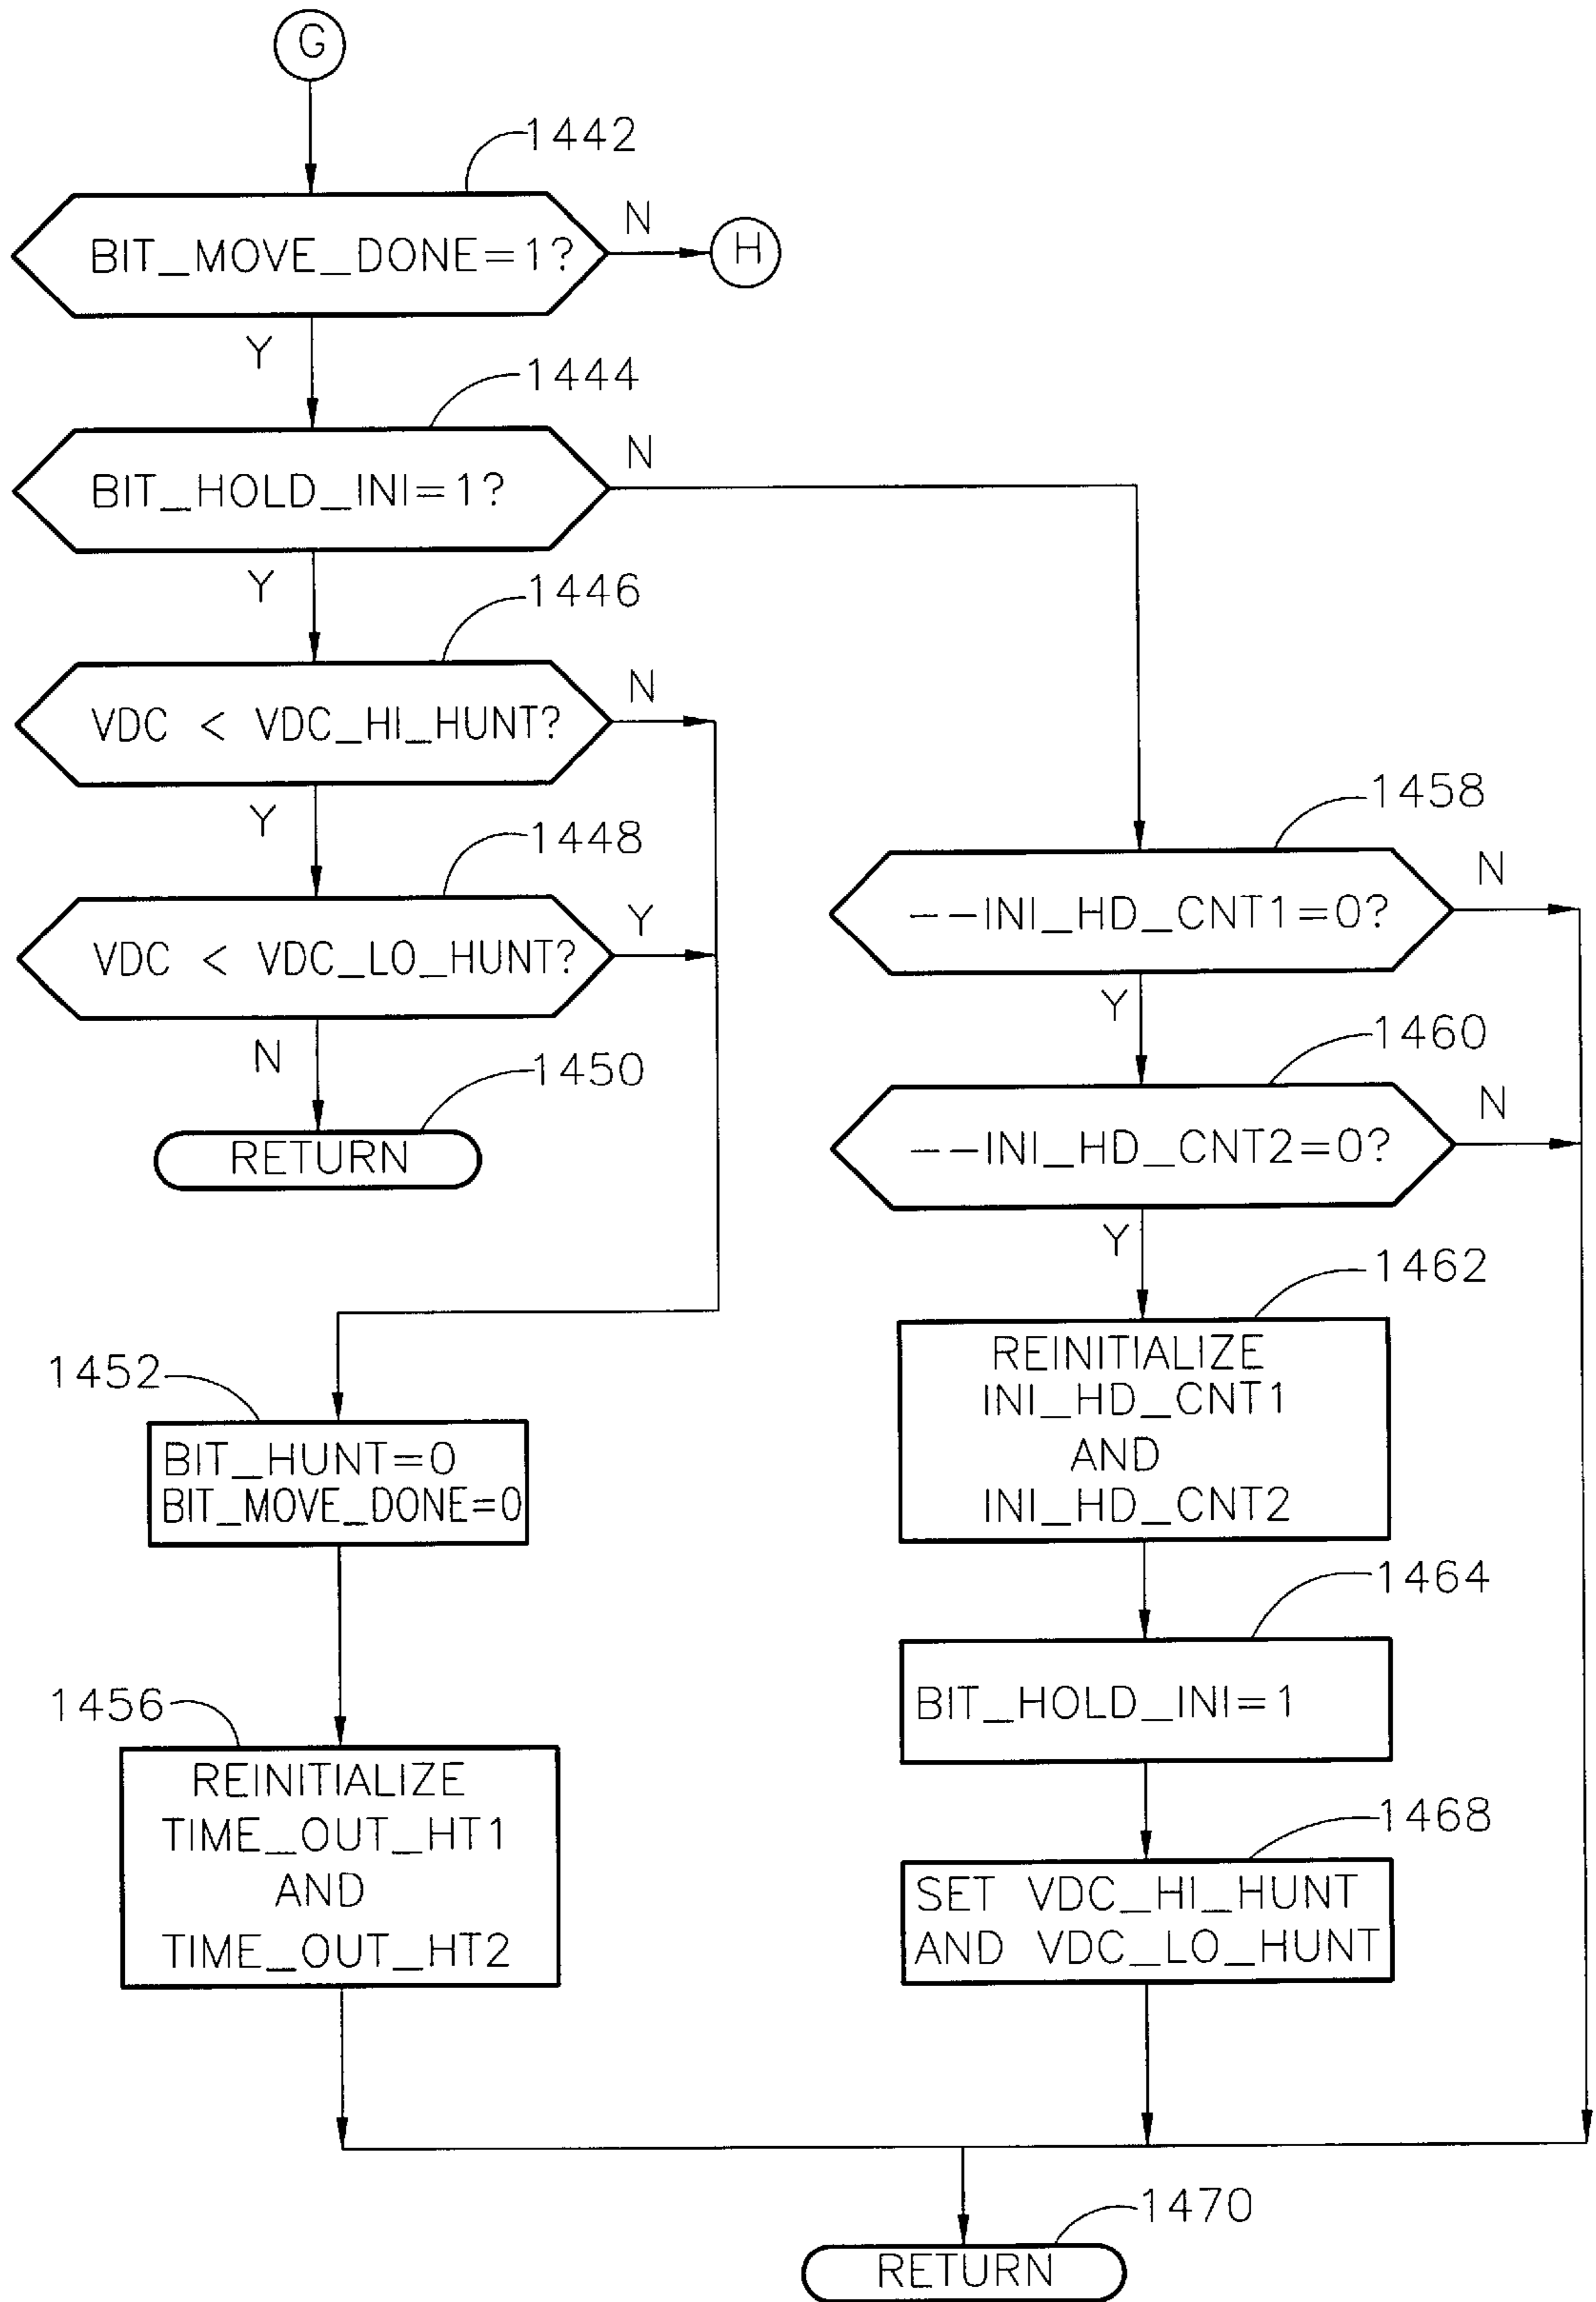 G
1442
BIT_MOVE_DONE=1?
N
H
Y
1444
BIT_HOLD_INI=1?
N
Y
1446
VDC < VDC_HI_HUNT?
N
Y
1448
VDC < VDC_LO_HUNT?
Y
N
1450
RETURN
1452
BIT_HUNT=0
BIT_MOVE_DONE=0
1456
REINITIALIZE
TIME_OUT_HT1
AND
TIME_OUT_HT2
1458
--INI_HD_CNT1=0?
N
Y
1460
--INI_HD_CNT2=0?
N
Y
1462
REINITIALIZE
INI_HD_CNT1
AND
INI_HD_CNT2
1464
BIT_HOLD_INI=1
1468
SET VDC_HI_HUNT
AND VDC_LO_HUNT
1470
RETURN